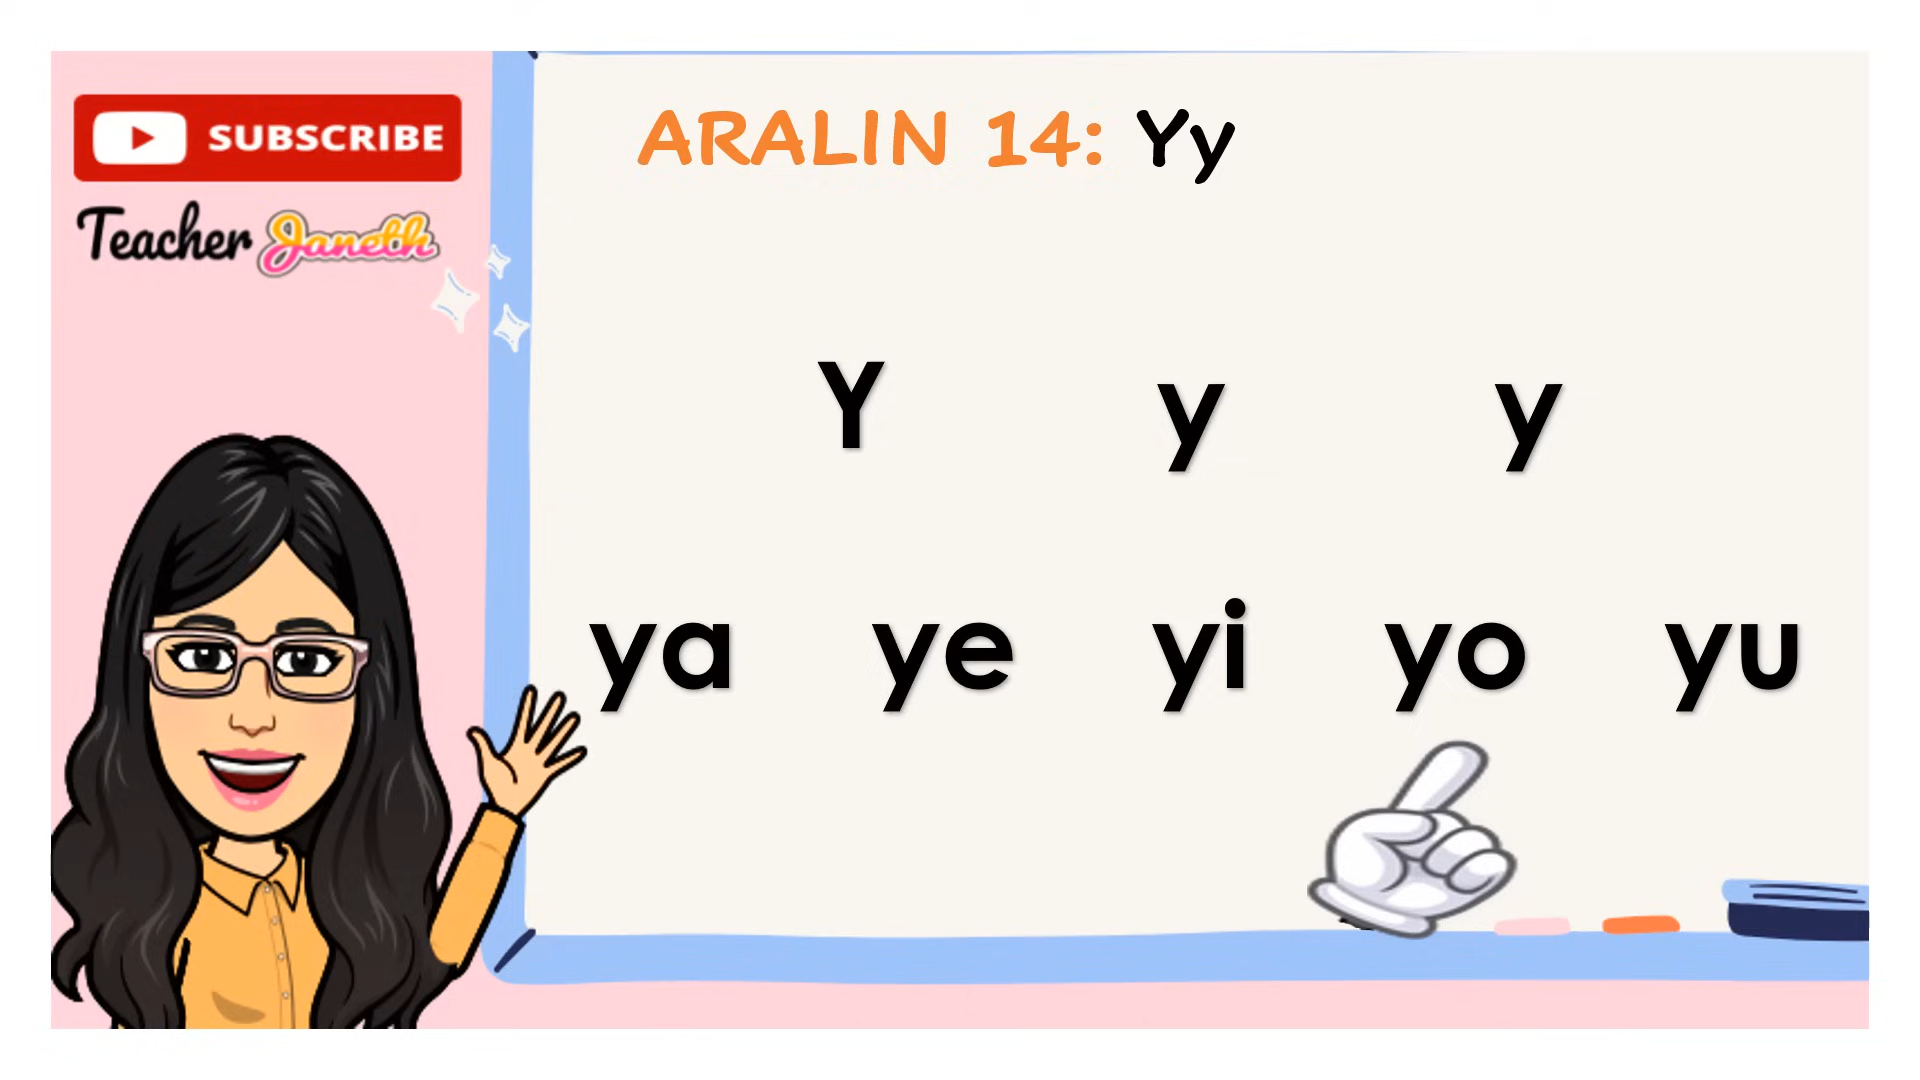 SUBSCRIBE
Teacher Janeth
ARALIN 14: Yy
Y y y
ya ye yi yo yu